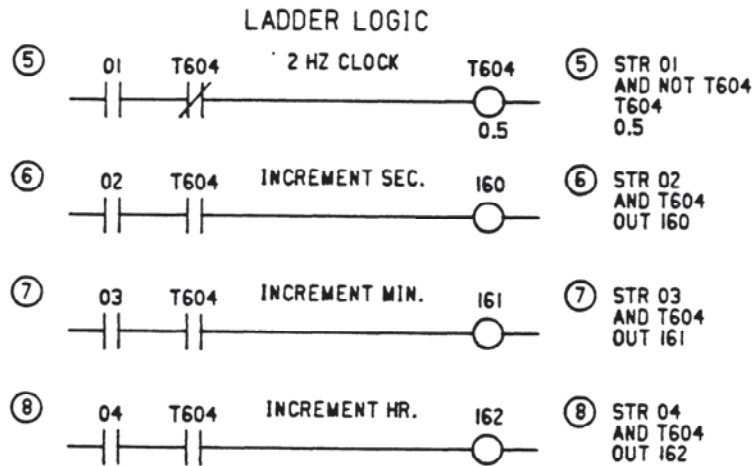 LADDER LOGIC
⑤ 01 T604 2 HZ CLOCK T604
0.5
⑤ STR 01
AND NOT T604
T604
0.5
⑥ 02 T604 INCREMENT SEC. 160
⑥ STR 02
AND T604
OUT 160
⑦ 03 T604 INCREMENT MIN. 161
⑦ STR 03
AND T604
OUT 161
⑧ 04 T604 INCREMENT HR. 162
⑧ STR 04
AND T604
OUT 162